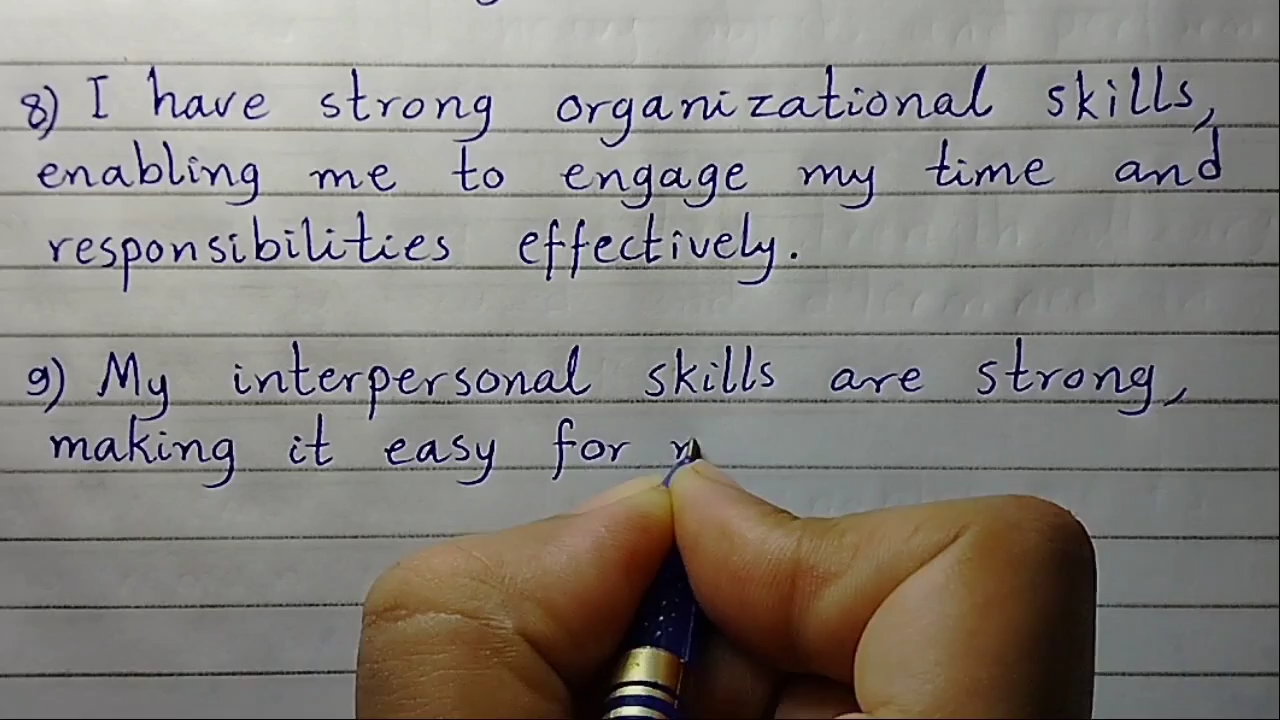 8) I have strong organizational skills,
enabling me to engage my time and
responsibilities effectively.
9) My interpersonal skills are strong,
making it easy for